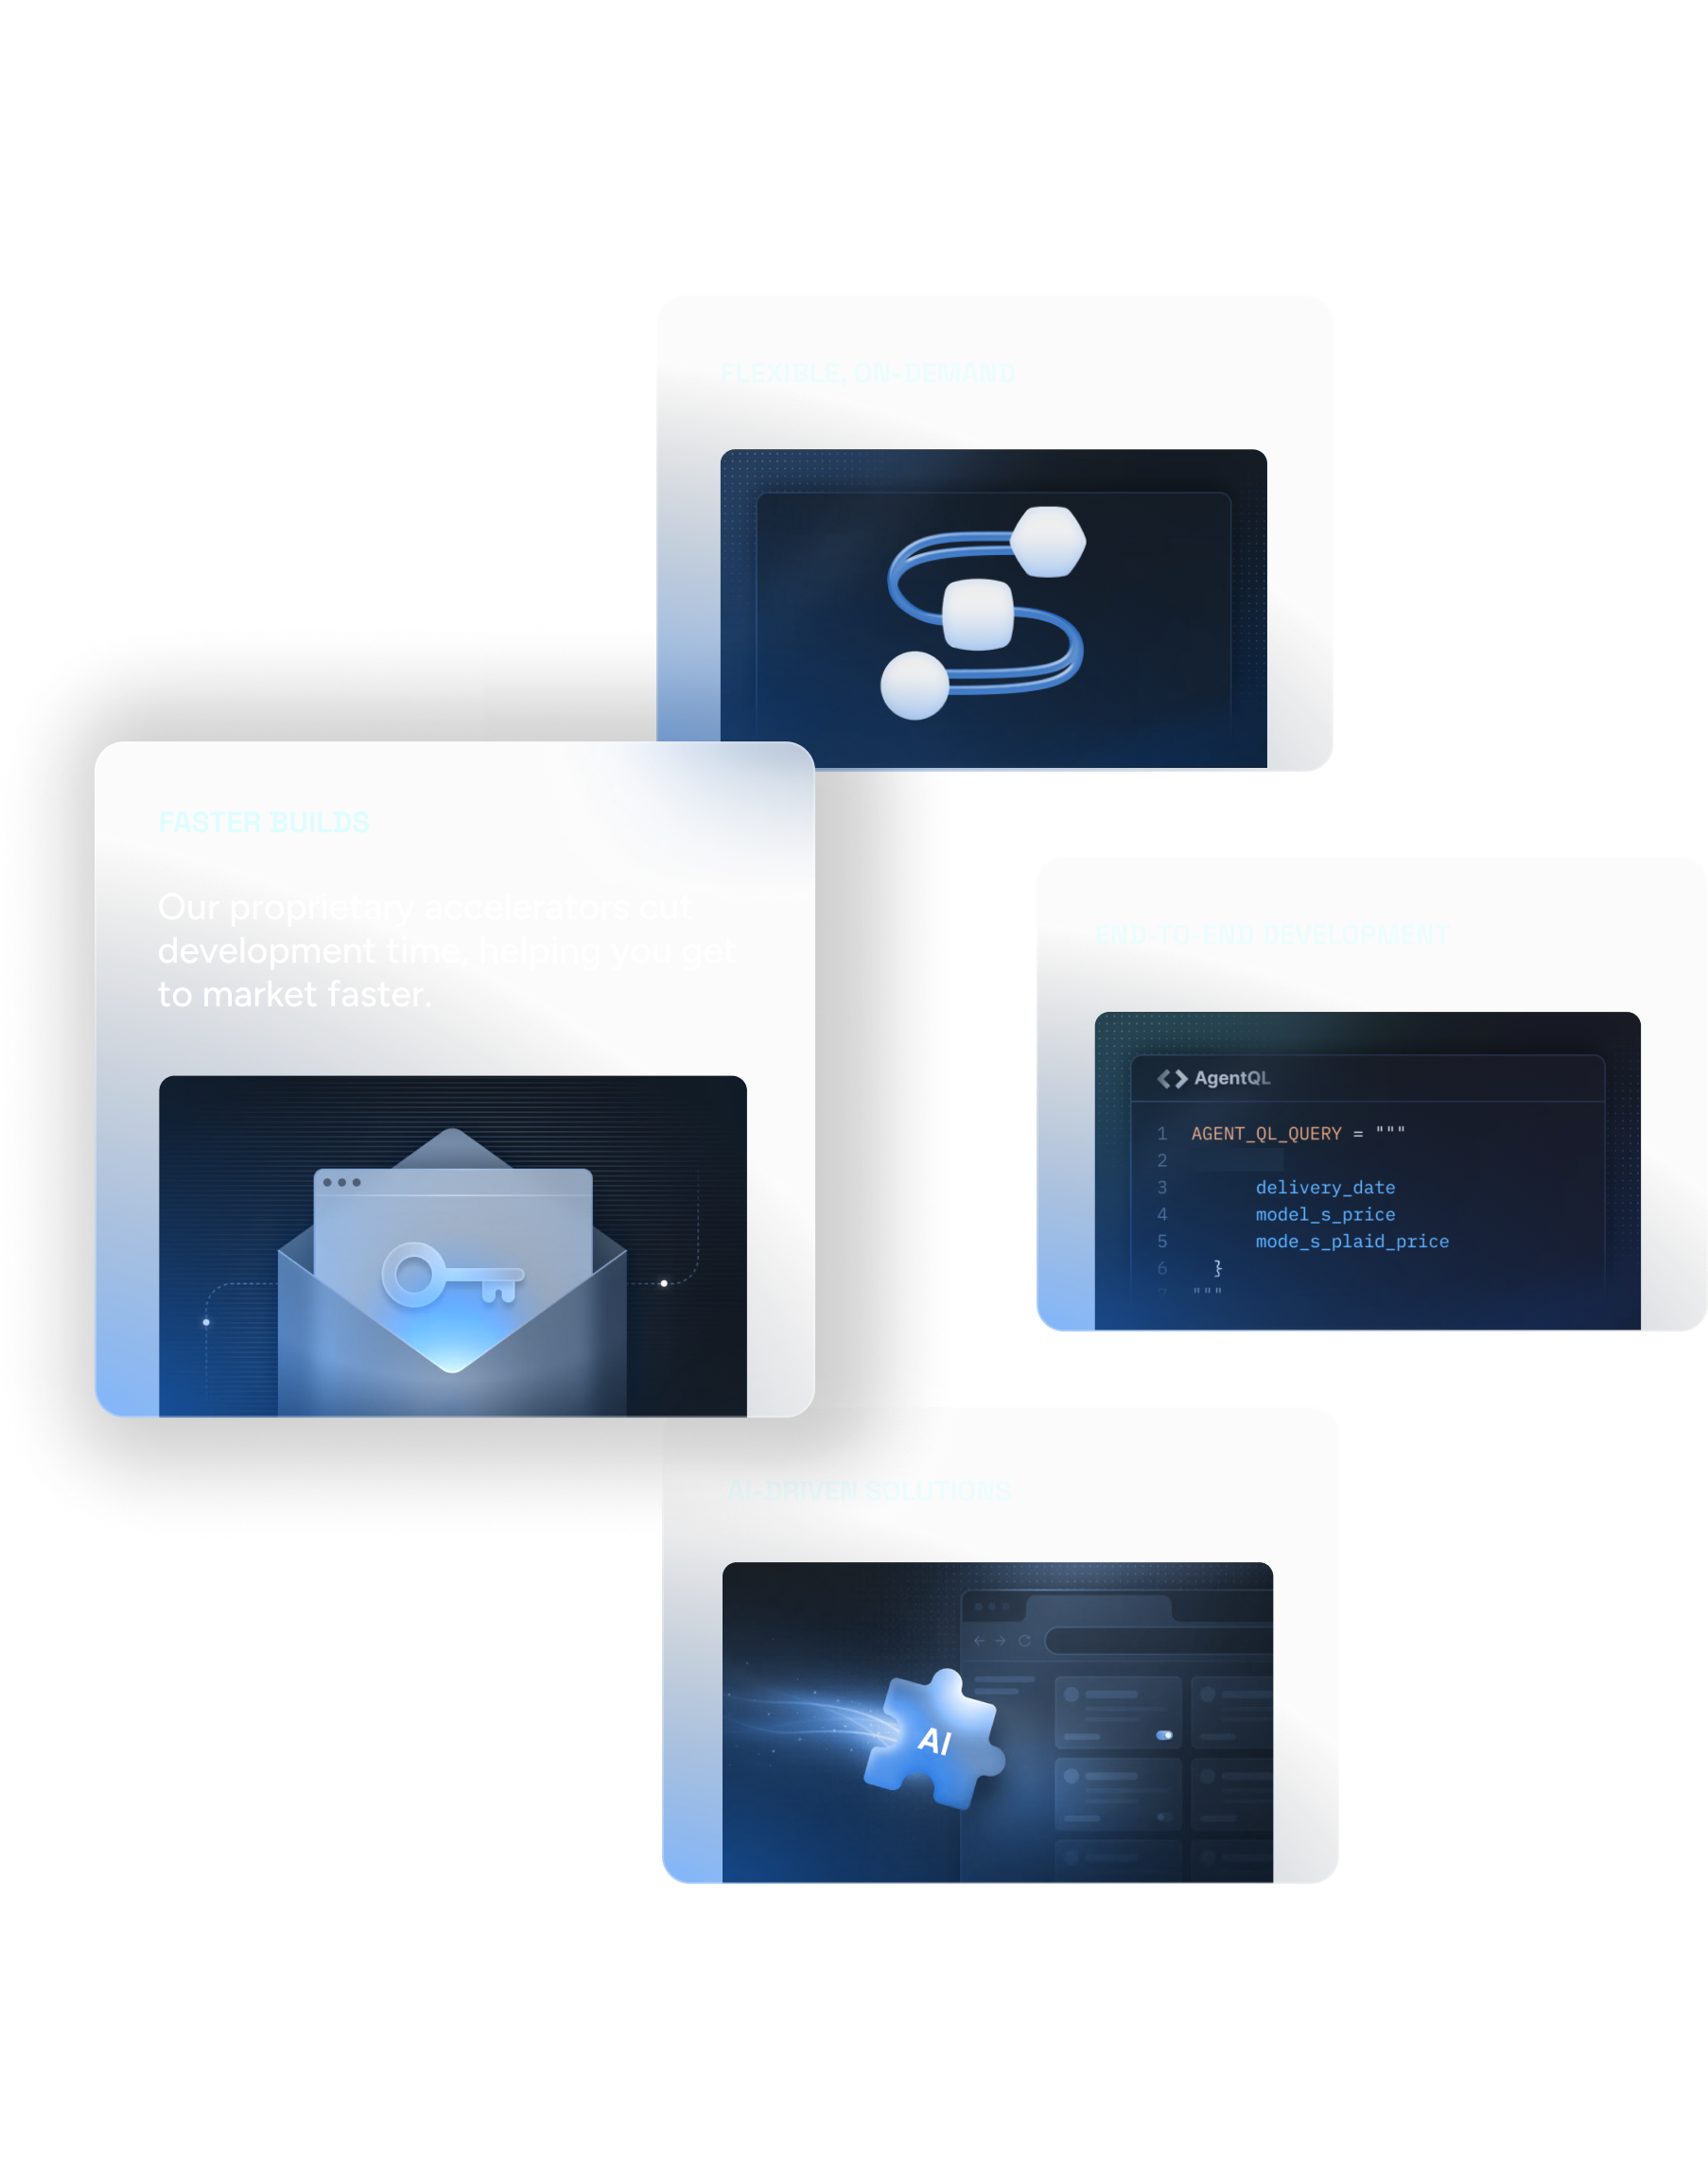 FLEXIBLE, ON-DEMAND
FASTER BUILDS
Our proprietary accelerators cut
development time, helping you get
to market faster.
END-TO-END DEVELOPMENT
AgentQL
1 AGENT_QL_QUERY = """
2
3 delivery_date
4 model_s_price
5 mode_s_plaid_price
6 }
7 """
AI-DRIVEN SOLUTIONS
AI